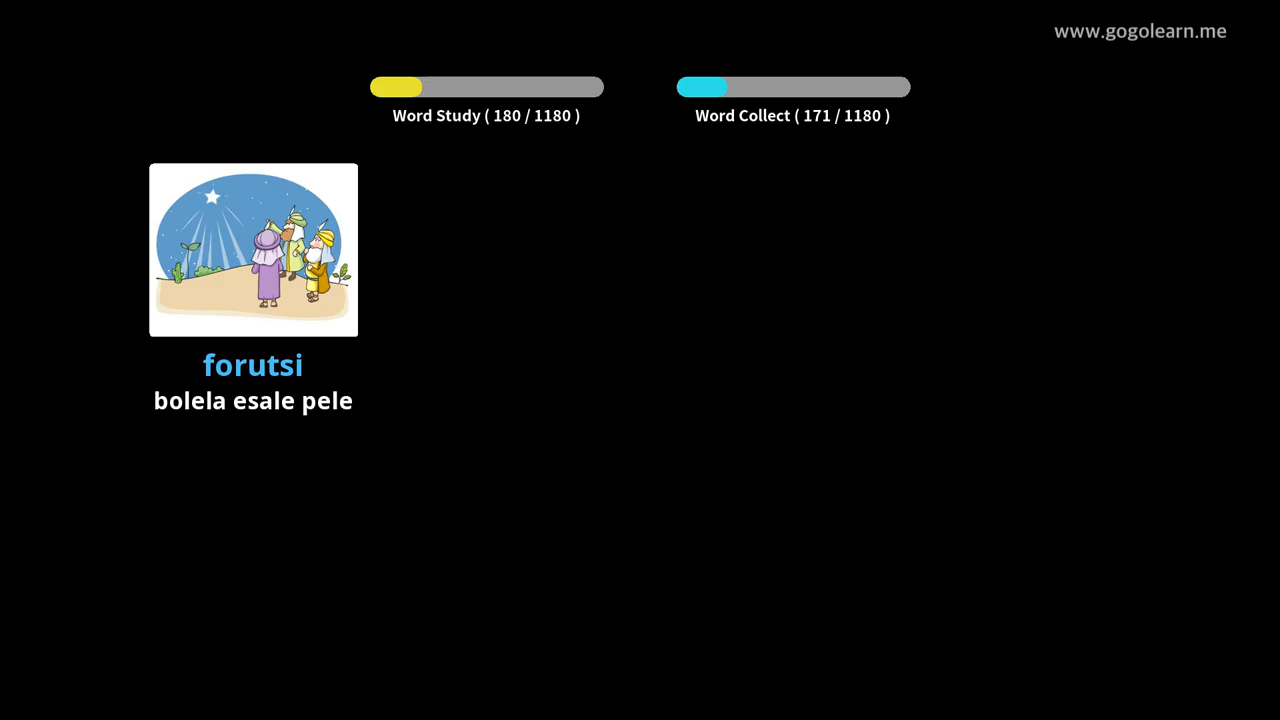 www.gogolearn.me
Word Study ( 180 / 1180 )
Word Collect ( 171 / 1180 )
forutsi
bolela esale pele